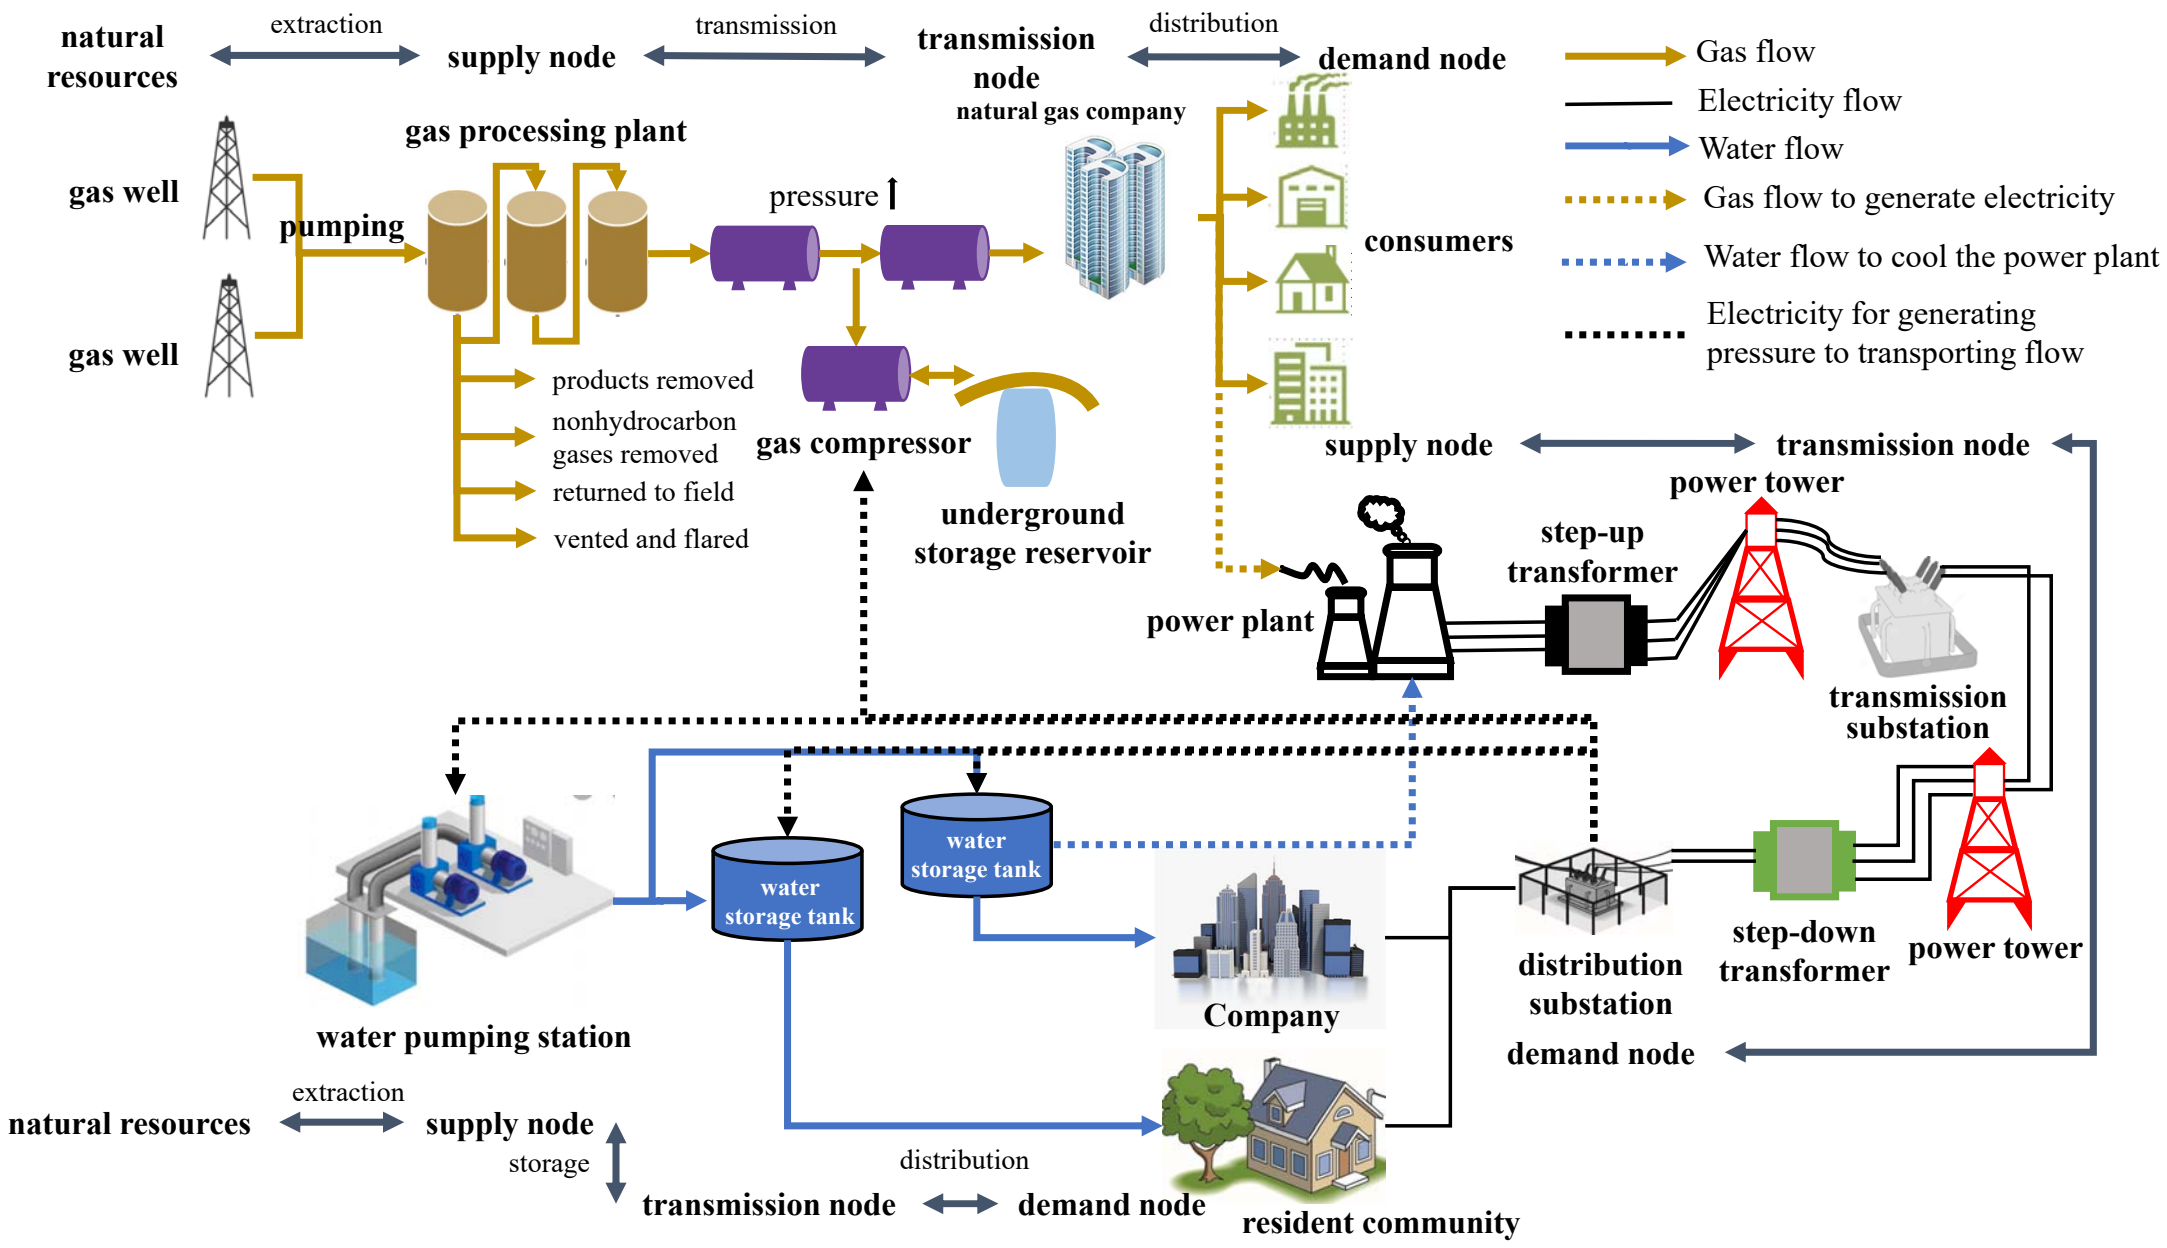 natural
resources
extraction
supply node
transmission
transmission
node
distribution
demand node
Gas flow
Electricity flow
Water flow
Gas flow to generate electricity
Water flow to cool the power plant
Electricity for generating
pressure to transporting flow
gas well
gas well
pumping
gas processing plant
pressure
natural gas company
consumers
products removed
nonhydrocarbon
gases removed
returned to field
vented and flared
gas compressor
underground
storage reservoir
supply node
transmission node
power tower
step-up
transformer
power plant
transmission
substation
water
storage tank
water
storage tank
water pumping station
Company
distribution
substation
step-down
transformer
power tower
demand node
natural resources
extraction
supply node
storage
transmission node
distribution
demand node
resident community